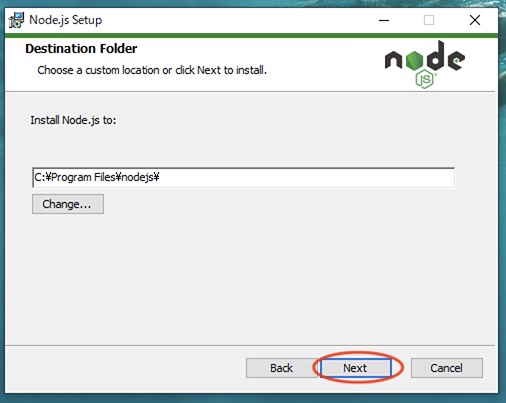 Node.js Setup
Destination Folder
Choose a custom location or click Next to install.
node
JS
Install Node.js to:
C:¥Program Files¥nodejs¥
Change...
Back
Next
Cancel